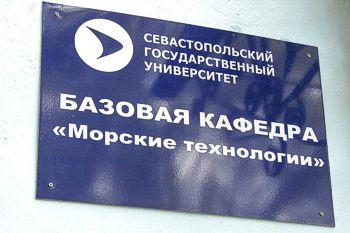 СЕВАСТОПОЛЬСКИЙ
ГОСУДАРСТВЕННЫЙ
УНИВЕРСИТЕТ
БАЗОВАЯ КАФЕДРА
«Морские технологии»